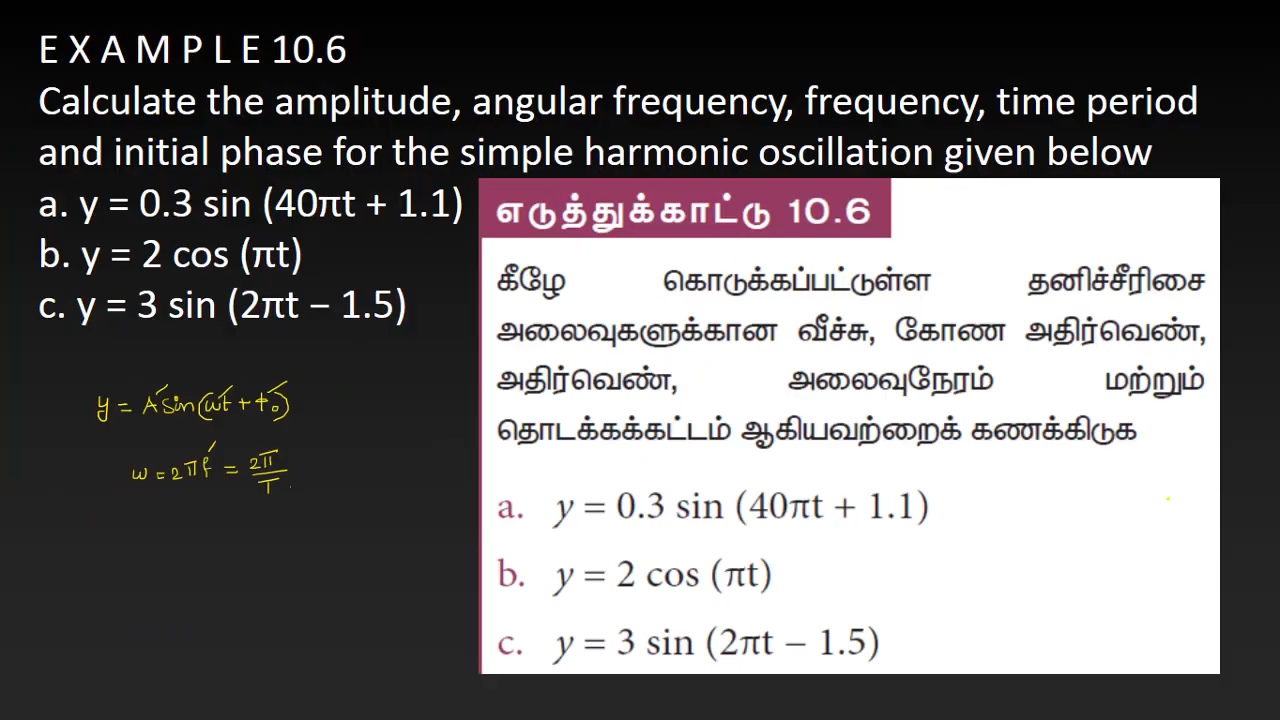 E X A M P L E 10.6
Calculate the amplitude, angular frequency, frequency, time period
and initial phase for the simple harmonic oscillation given below
a. y = 0.3 sin (40πt + 1.1)
b. y = 2 cos (πt)
c. y = 3 sin (2πt − 1.5)
y = A sin(ωt + φ₀)
ω = 2πf = 2π/T
எடுத்துக்காட்டு 10.6
கீழே கொடுக்கப்பட்டுள்ள தனிச்சீரிசை
அலைவுகளுக்கான வீச்சு, கோண அதிர்வெண்,
அதிர்வெண், அலைவுநேரம் மற்றும்
தொடக்கக்கட்டம் ஆகியவற்றைக் கணக்கிடுக
a. y = 0.3 sin (40πt + 1.1)
b. y = 2 cos (πt)
c. y = 3 sin (2πt − 1.5)